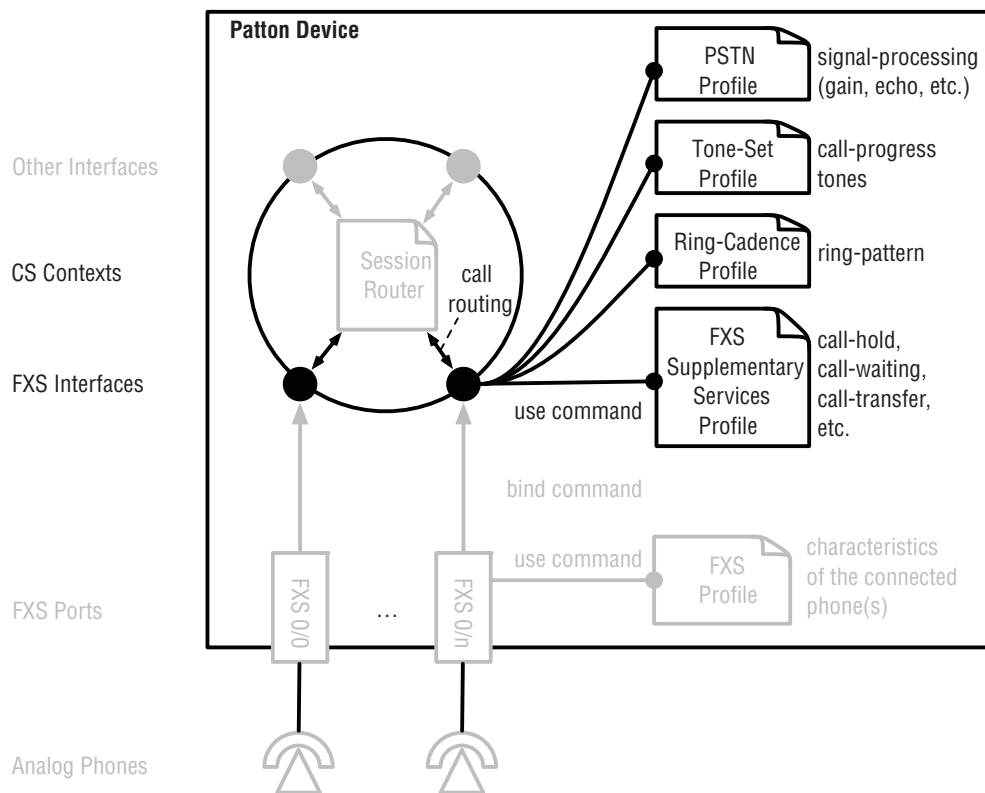 Patton Device
PSTN
Profile
signal-processing
(gain, echo, etc.)
Other Interfaces
Tone-Set
Profile
call-progress
tones
CS Contexts
Session
Router
call
routing
Ring-Cadence
Profile
ring-pattern
FXS Interfaces
use command
FXS
Supplementary
Services
Profile
call-hold,
call-waiting,
call-transfer,
etc.
bind command
FXS Ports
FXS 0/0
...
FXS 0/n
use command
FXS
Profile
characteristics
of the connected
phone(s)
Analog Phones